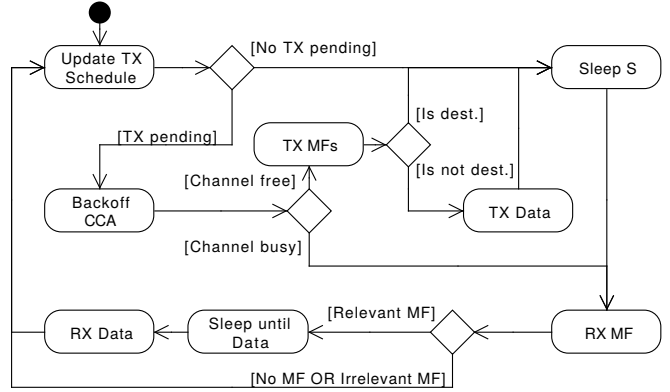 [No TX pending]
Update TX
Schedule
Sleep S
[Is dest.]
[TX pending]
TX MFs
[Is not dest.]
[Channel free]
Backoff
CCA
TX Data
[Channel busy]
[Relevant MF]
RX Data
Sleep until
Data
RX MF
[No MF OR Irrelevant MF]